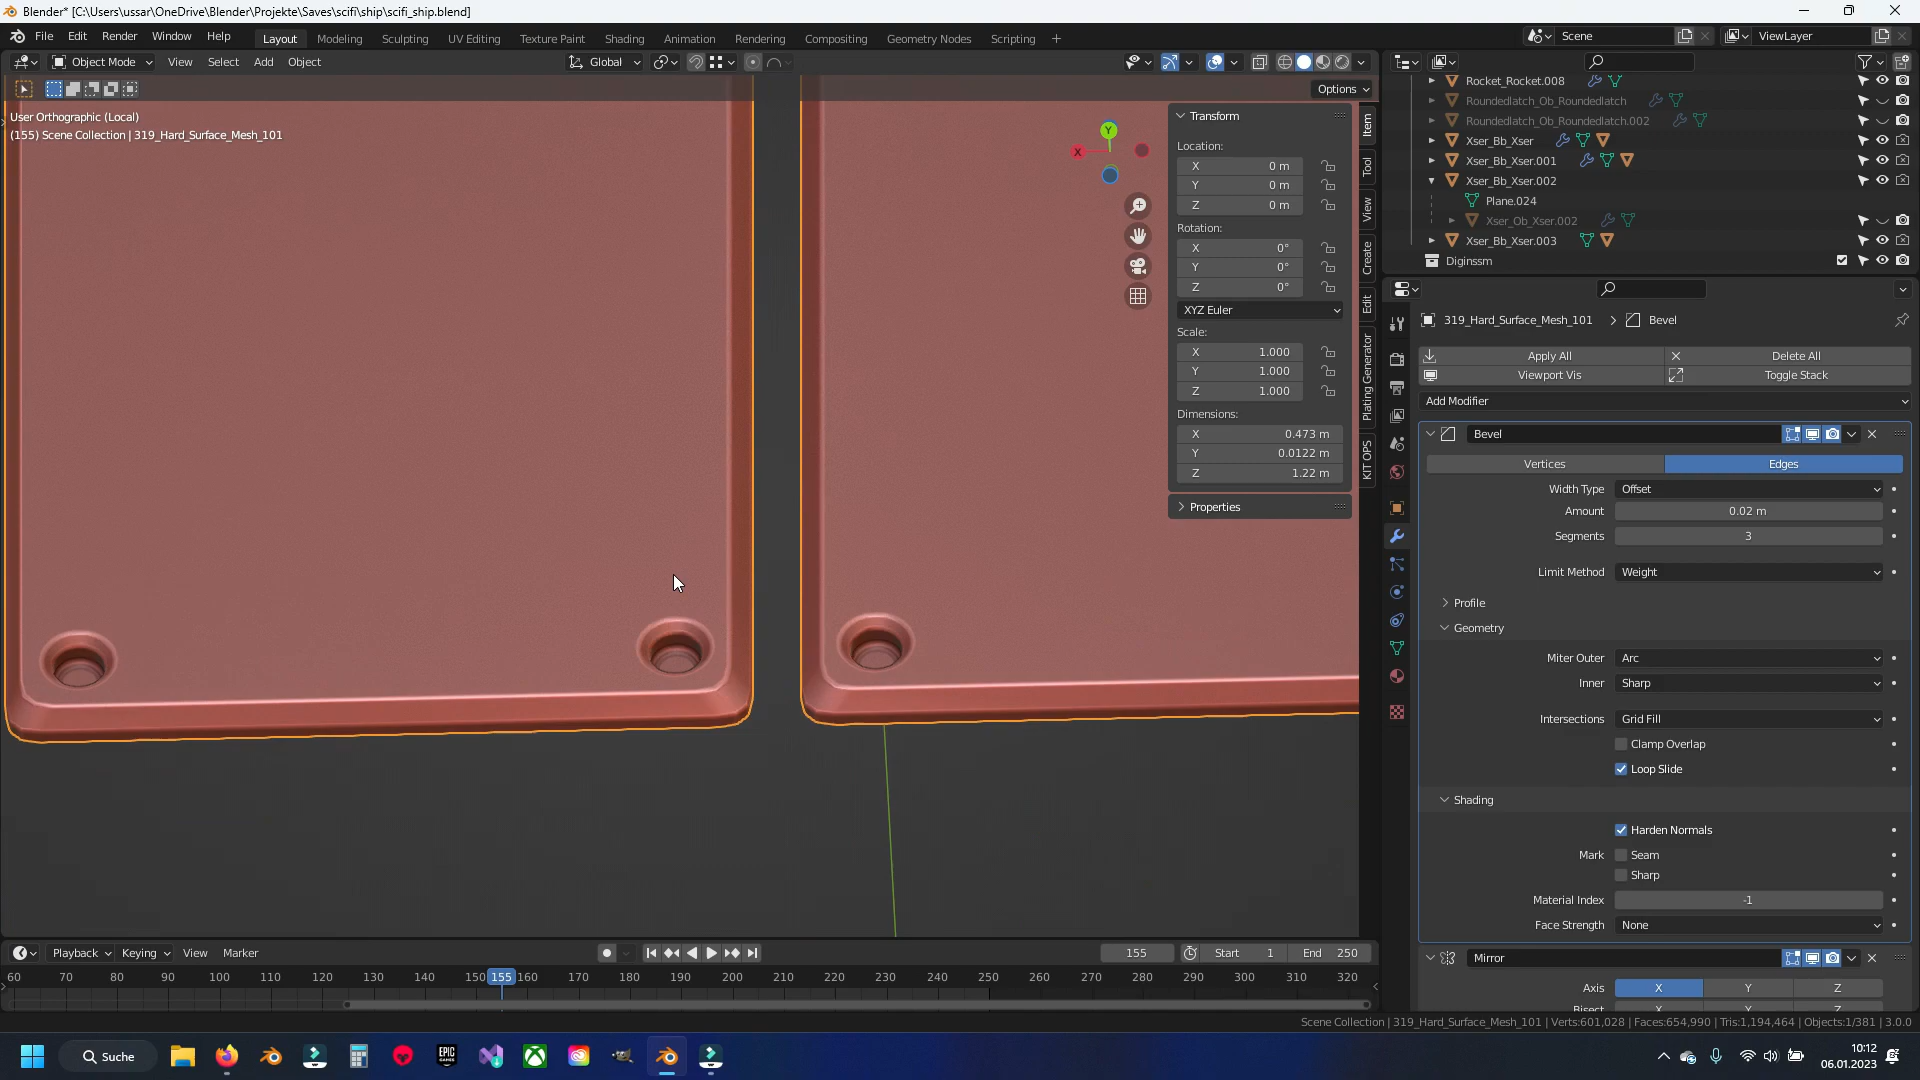 Blender* [C:\Users\ussar\OneDrive\Blender\Projekte\Saves\scifi\ship\scifi_ship.blend]
File Edit Render Window Help Layout Modeling Sculpting UV Editing Texture Paint Shading Animation Rendering Compositing Geometry Nodes Scripting + Scene ViewLayer
Object Mode View Select Add Object Global
Options
User Orthographic (Local)
(155) Scene Collection | 319_Hard_Surface_Mesh_101
Y
X
Transform
Location:
X 0 m
Y 0 m
Z 0 m
Rotation:
X 0°
Y 0°
Z 0°
XYZ Euler
Scale:
X 1.000
Y 1.000
Z 1.000
Dimensions:
X 0.473 m
Y 0.0122 m
Z 1.22 m
Properties
Item
Tool
View
Create
Edit
Plating Generator
KIT OPS
Rocket_Rocket.008
Roundedlatch_Ob_Roundedlatch
Roundedlatch_Ob_Roundedlatch.002
Xser_Bb_Xser
Xser_Bb_Xser.001
Xser_Bb_Xser.002
Plane.024
Xser_Ob_Xser.002
Xser_Bb_Xser.003
Diginssm
319_Hard_Surface_Mesh_101 > Bevel
Apply All Delete All
Viewport Vis Toggle Stack
Add Modifier
Bevel
Vertices Edges
Width Type Offset
Amount 0.02 m
Segments 3
Limit Method Weight
Profile
Geometry
Miter Outer Arc
Inner Sharp
Intersections Grid Fill
Clamp Overlap
Loop Slide
Shading
Harden Normals
Mark Seam
Sharp
Material Index -1
Face Strength None
Mirror
Axis X Y Z
Bisect X Y Z
Playback Keying View Marker 155 Start 1 End 250
60 70 80 90 100 110 120 130 140 150 155 160 170 180 190 200 210 220 230 240 250 260 270 280 290 300 310 320
Scene Collection | 319_Hard_Surface_Mesh_101 | Verts:601,028 | Faces:654,990 | Tris:1,194,464 | Objects:1/381 | 3.0.0
Suche
EPIC GAMES
10:12
06.01.2023